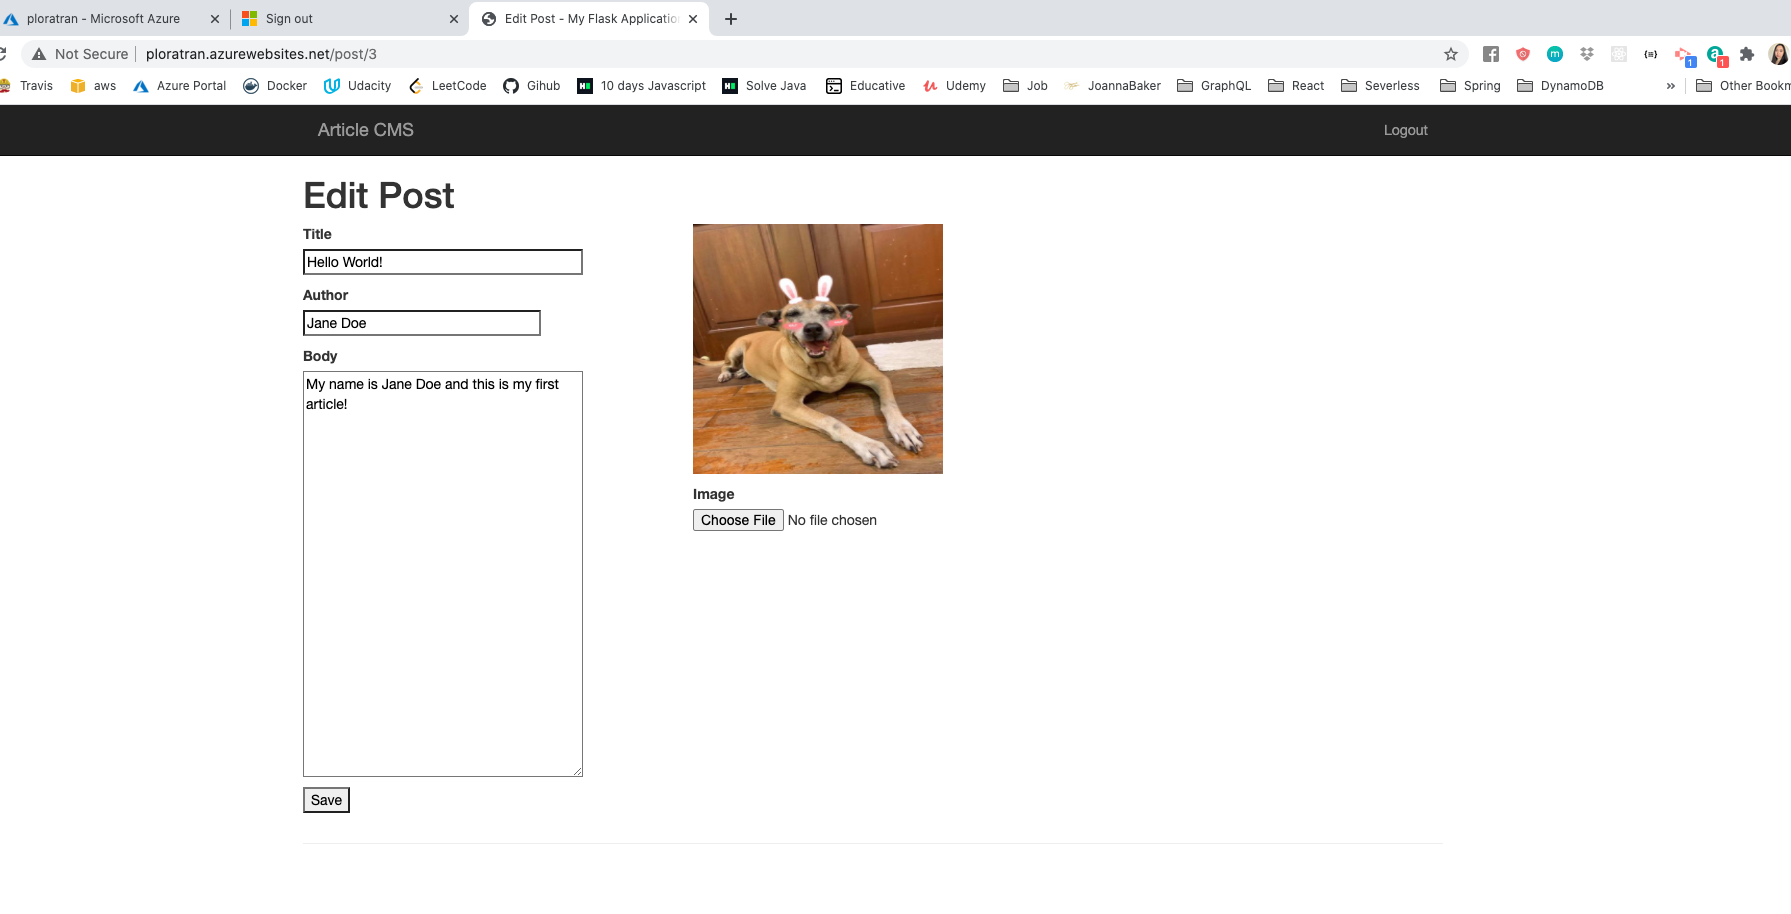 ploratran - Microsoft Azure
Sign out
Edit Post - My Flask Applicatio
Not Secure
ploratran.azurewebsites.net/post/3
1
1
Travis
aws
Azure Portal
Docker
Udacity
LeetCode
Gihub
10 days Javascript
Solve Java
Educative
Udemy
Job
JoannaBaker
GraphQL
React
Severless
Spring
DynamoDB
»
Other Bookm
Article CMS
Logout
Edit Post
Title
Hello World!
Author
Jane Doe
Body
My name is Jane Doe and this is my first
article!
Image
Choose File No file chosen
Save